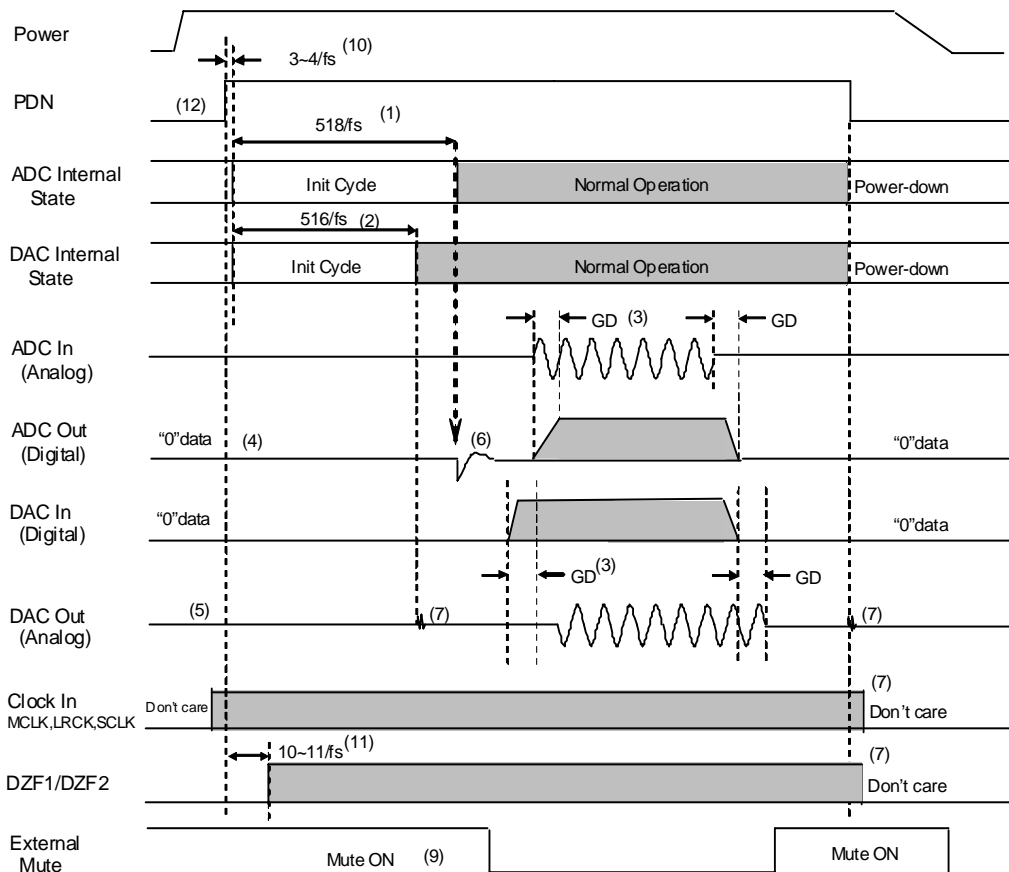 Power
3~4/fs (10)
PDN
(12)
518/fs (1)
ADC Internal
State
Init Cycle
Normal Operation
Power-down
516/fs (2)
DAC Internal
State
Init Cycle
Normal Operation
Power-down
GD (3)
GD
ADC In
(Analog)
ADC Out
(Digital)
“0”data
(4)
(6)
“0”data
DAC In
(Digital)
“0”data
“0”data
GD (3)
GD
DAC Out
(Analog)
(5)
(7)
(7)
Clock In
MCLK,LRCK,SCLK
Don't care
(7)
Don't care
10~11/fs (11)
DZF1/DZF2
(7)
Don't care
External
Mute
Mute ON (9)
Mute ON